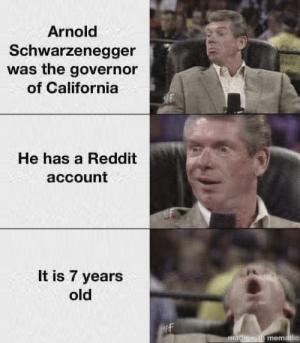 Arnold
Schwarzenegger
was the governor
of California
He has a Reddit
account
It is 7 years
old